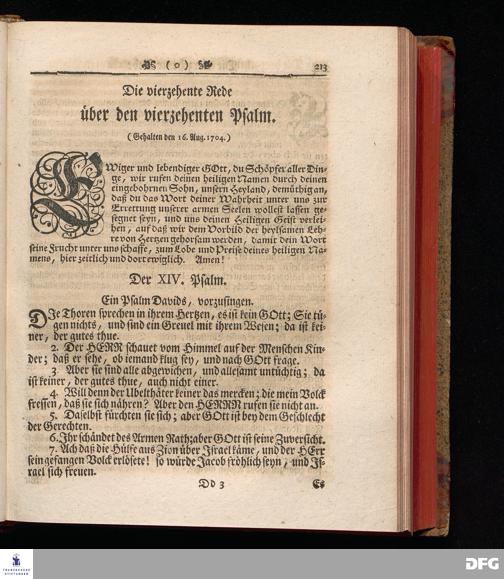 ( o ) 213
Die vierzehente Rede
über den vierzehenten Psalm.
( Gehalten den 16. Aug. 1704. )
EWiger und lebendiger GOtt, du Schöpfer aller Din-
ge, wir rufen deinen heiligen Namen durch deinen
eingebohrnen Sohn, unsern Heyland, demüthig an,
daß du das Wort deiner Wahrheit unter uns zur
Errettung unserer armen Seelen wollest lassen ge-
segnet seyn, und uns deinen Heiligen Geist verlei-
hen, auf daß wir dem Vorbild der heylsamen Leh-
re von Hertzen gehorsam werden, damit dein Wort
seine Frucht unter uns schaffe, zum Lobe und Preise deines heiligen Na-
mens, hier zeitlich und dort ewiglich. Amen!
Der XIV. Psalm.
Ein Psalm Davids, vorzusingen.
DIe Thoren sprechen in ihrem Hertzen, es ist kein GOtt; Sie tü-
gen nichts, und sind ein Greuel mit ihrem Wesen; da ist kei-
ner, der gutes thue.
2. Der HERR schauet vom Himmel auf der Menschen Kin-
der; daß er sehe, ob iemand klug sey, und nach GOtt frage.
3. Aber sie sind alle abgewichen, und allesamt untüchtig; da
ist keiner, der gutes thue, auch nicht einer.
4. Will denn der Ubelthäter keiner das mercken; die mein Volck
fressen, daß sie sich nähren? Aber den HERRN rufen sie nicht an.
5. Daselbst fürchten sie sich; aber GOtt ist bey dem Geschlecht
der Gerechten.
6. Ihr schändet des Armen Rath; aber GOtt ist seine Zuversicht.
7. Ach daß die Hülfe aus Zion über Israel käme, und der HErr
sein gefangen Volck erlösete! so würde Jacob frölich seyn, und Is-
rael sich freuen.
Dd 3 Es
FRANCKESCHE
STIFTUNGEN
DFG